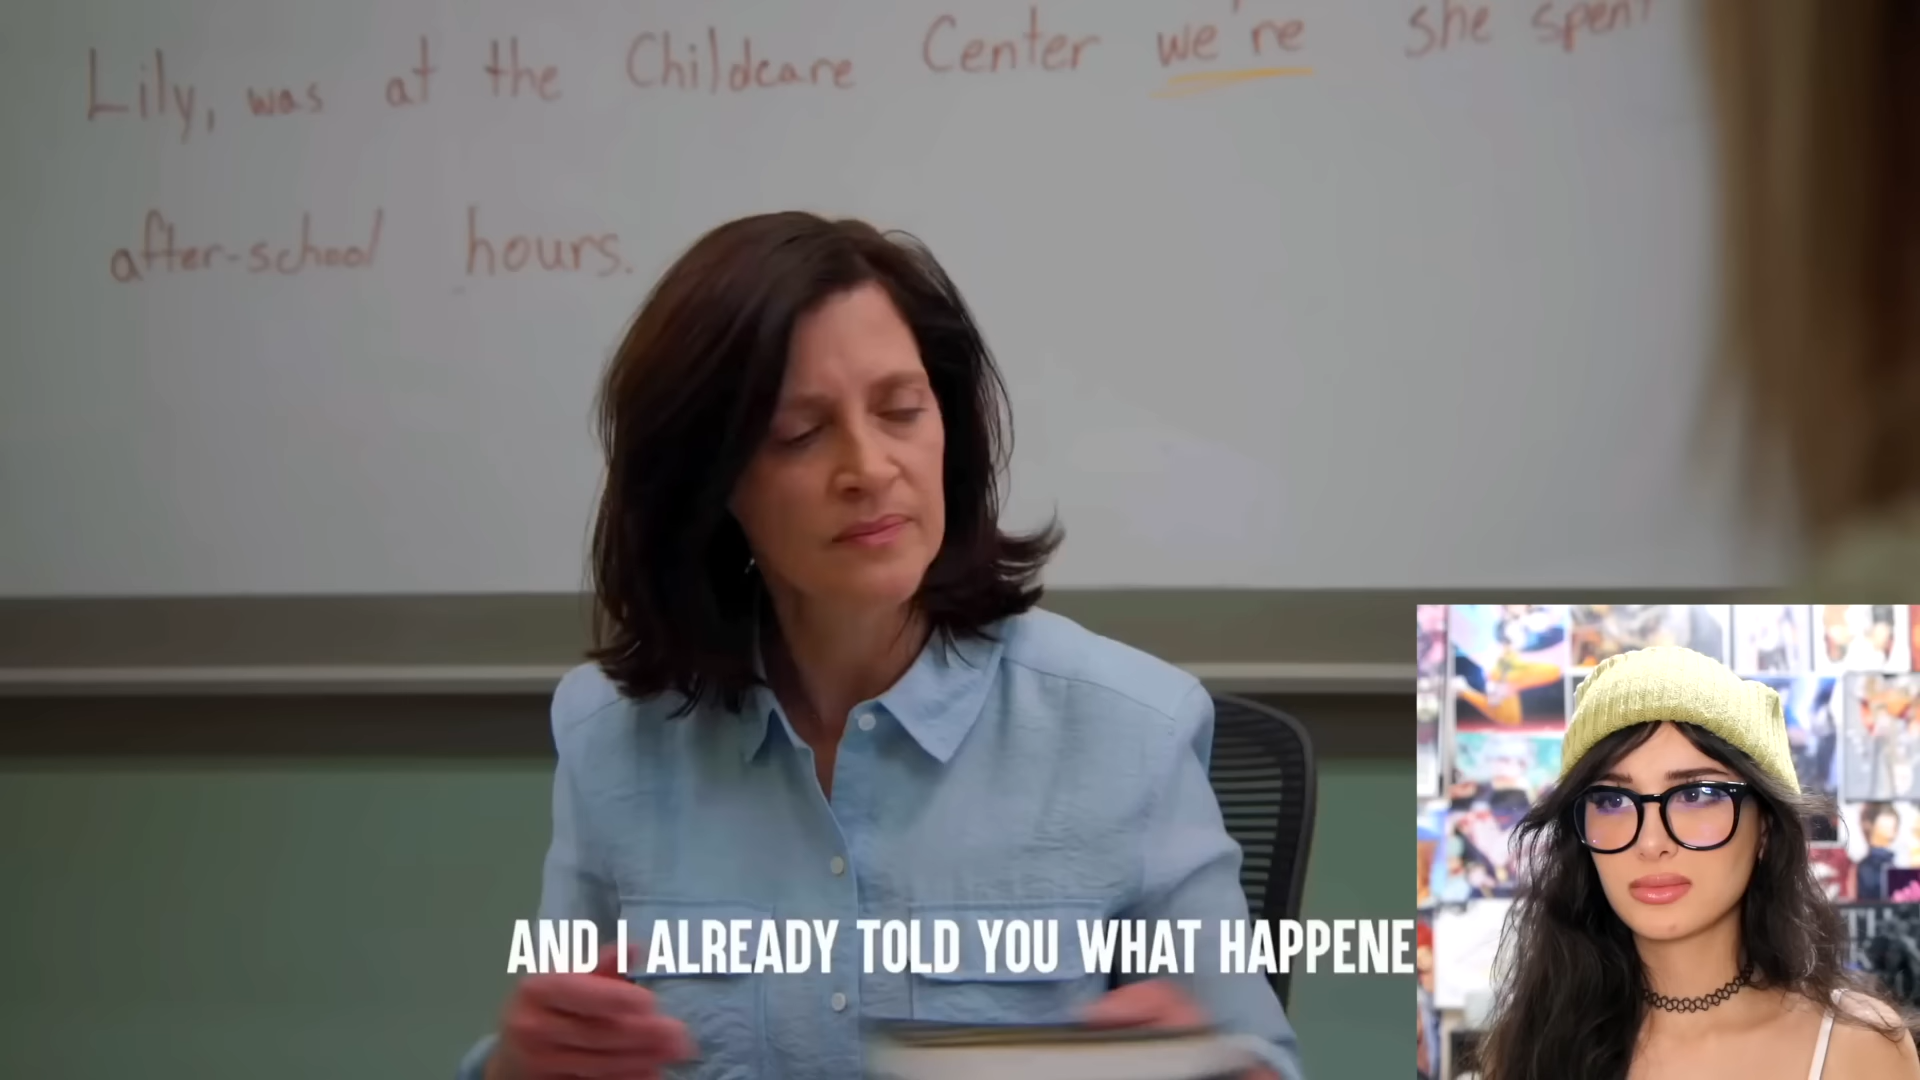 Lily, was at the Childcare Center we're she spent
after-school hours.
AND I ALREADY TOLD YOU WHAT HAPPENE